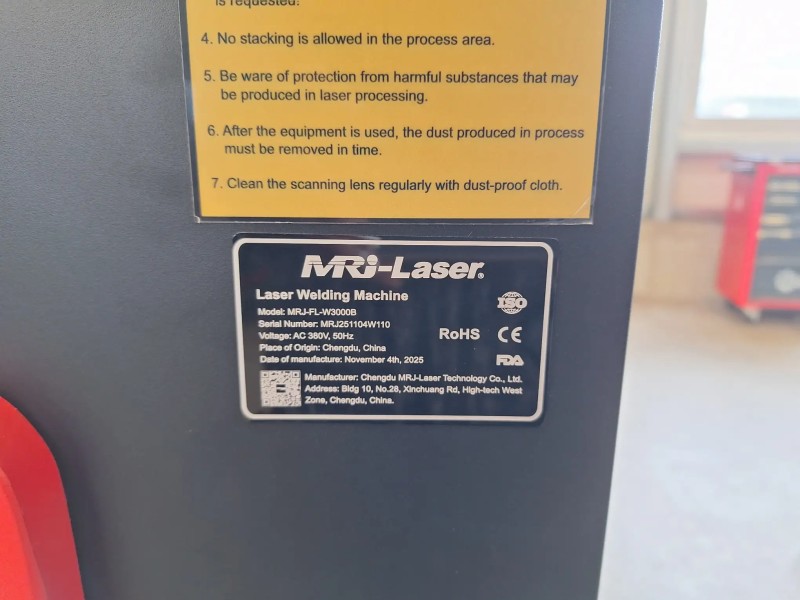 is requested.
4. No stacking is allowed in the process area.
5. Be ware of protection from harmful substances that may
be produced in laser processing.
6. After the equipment is used, the dust produced in process
must be removed in time.
7. Clean the scanning lens regularly with dust-proof cloth.
MRJ-Laser®
Laser Welding Machine
Model: MRJ-FL-W3000B
Serial Number: MRJ251104W110
Voltage: AC 380V, 50Hz
Place of Origin: Chengdu, China
Date of manufacture: November 4th, 2025
ISO
RoHS CE
FDA
Manufacturer: Chengdu MRJ-Laser Technology Co., Ltd.
Address: Bldg 10, No.28, Xinchuang Rd, High-tech West
Zone, Chengdu, China.